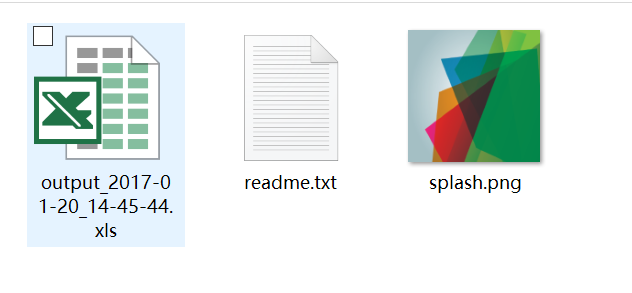 output_2017-0
1-20_14-45-44.
xls
readme.txt
splash.png